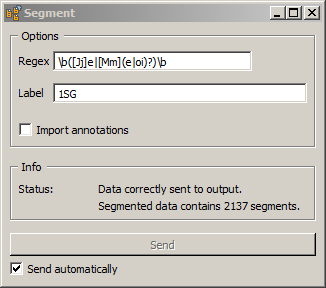 Segment
Options
Regex \b([Jj]e|[Mm](e|oi)?)\b
Label 1SG
Import annotations
Info
Status: Data correctly sent to output.
Segmented data contains 2137 segments.
Send
Send automatically